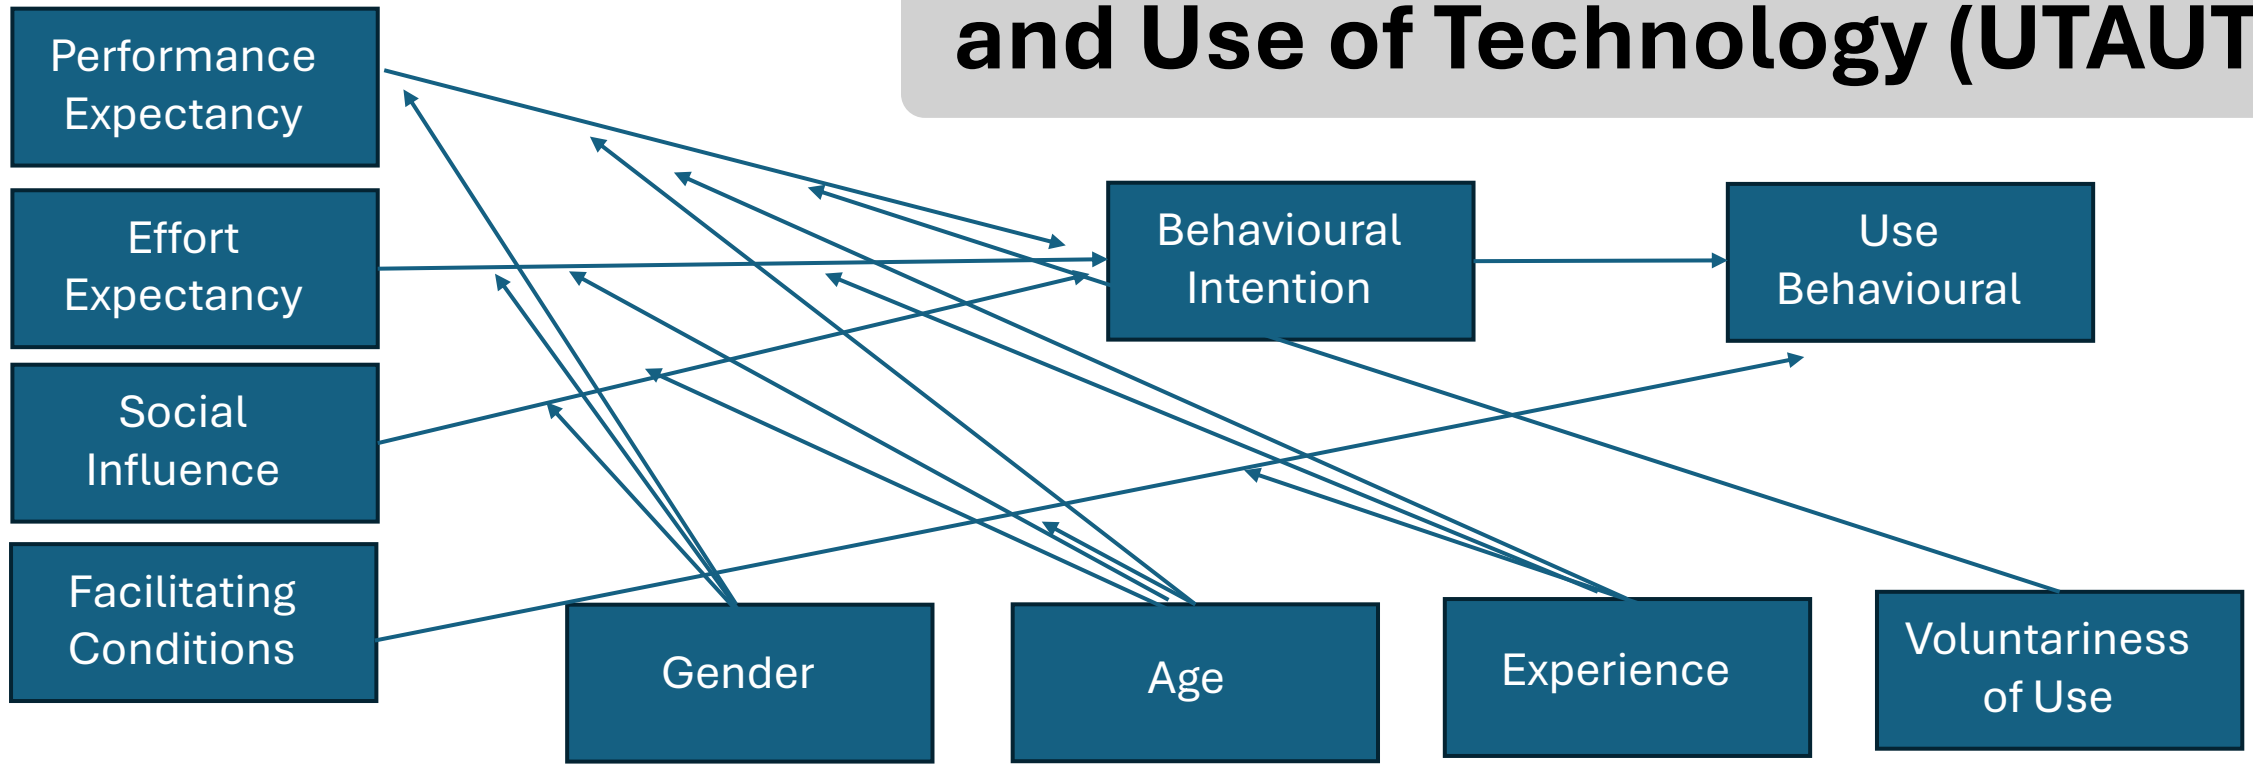 and Use of Technology (UTAUT
Performance
Expectancy
Effort
Expectancy
Social
Influence
Facilitating
Conditions
Behavioural
Intention
Use
Behavioural
Gender
Age
Experience
Voluntariness
of Use